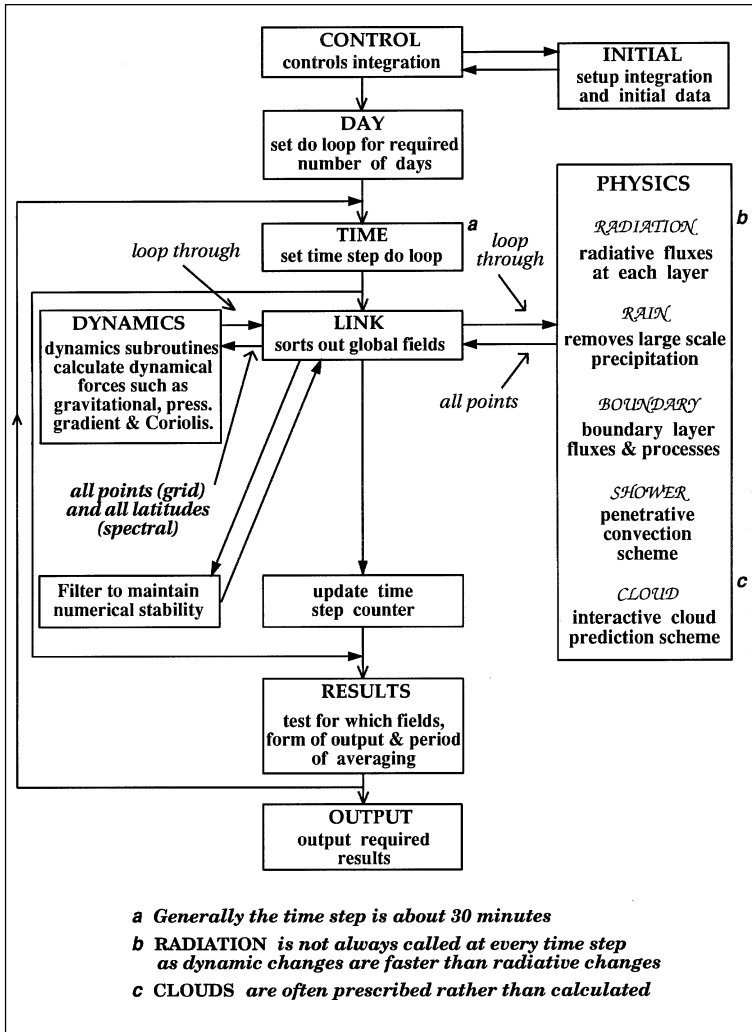 CONTROL
controls integration
INITIAL
setup integration
and initial data
DAY
set do loop for required
number of days
TIME
set time step do loop
a
loop through
loop
through
DYNAMICS
dynamics subroutines
calculate dynamical
forces such as
gravitational, press.
gradient & Coriolis.
LINK
sorts out global fields
all points
all points (grid)
and all latitudes
(spectral)
Filter to maintain
numerical stability
update time
step counter
PHYSICS
b
RADIATION
radiative fluxes
at each layer
RAIN
removes large scale
precipitation
BOUNDARY
boundary layer
fluxes & processes
SHOWER
penetrative
convection
scheme
c
CLOUD
interactive cloud
prediction scheme
RESULTS
test for which fields,
form of output & period
of averaging
OUTPUT
output required
results
a Generally the time step is about 30 minutes
b RADIATION is not always called at every time step
as dynamic changes are faster than radiative changes
c CLOUDS are often prescribed rather than calculated